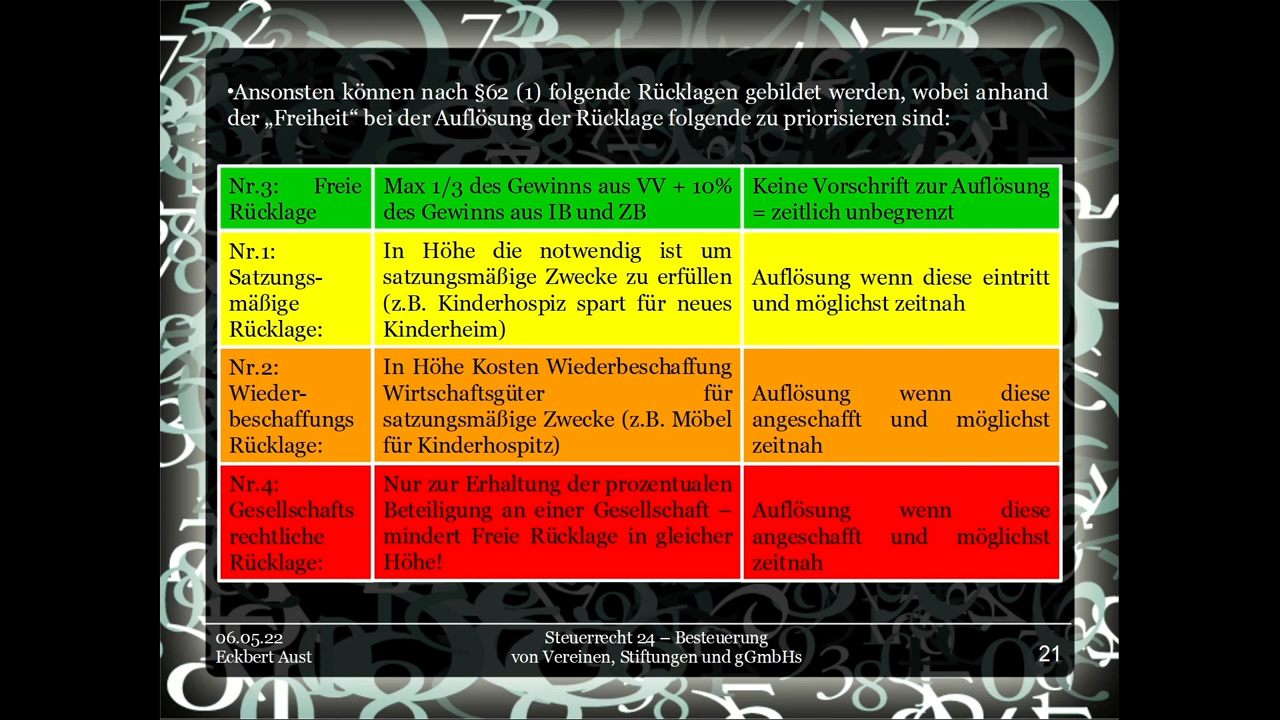 •Ansonsten können nach §62 (1) folgende Rücklagen gebildet werden, wobei anhand
der „Freiheit“ bei der Auflösung der Rücklage folgende zu priorisieren sind:
Nr.3: Freie
Rücklage
Max 1/3 des Gewinns aus VV + 10%
des Gewinns aus IB und ZB
Keine Vorschrift zur Auflösung
= zeitlich unbegrenzt
Nr.1:
Satzungs-
mäßige
Rücklage:
In Höhe die notwendig ist um
satzungsmäßige Zwecke zu erfüllen
(z.B. Kinderhospiz spart für neues
Kinderheim)
Auflösung wenn diese eintritt
und möglichst zeitnah
Nr.2:
Wieder-
beschaffungs
Rücklage:
In Höhe Kosten Wiederbeschaffung
Wirtschaftsgüter für
satzungsmäßige Zwecke (z.B. Möbel
für Kinderhospitz)
Auflösung wenn diese
angeschafft und möglichst
zeitnah
Nr.4:
Gesellschafts
rechtliche
Rücklage:
Nur zur Erhaltung der prozentualen
Beteiligung an einer Gesellschaft –
mindert Freie Rücklage in gleicher
Höhe!
Auflösung wenn diese
angeschafft und möglichst
zeitnah
06.05.22
Eckbert Aust
Steuerrecht 24 – Besteuerung
von Vereinen, Stiftungen und gGmbHs
21